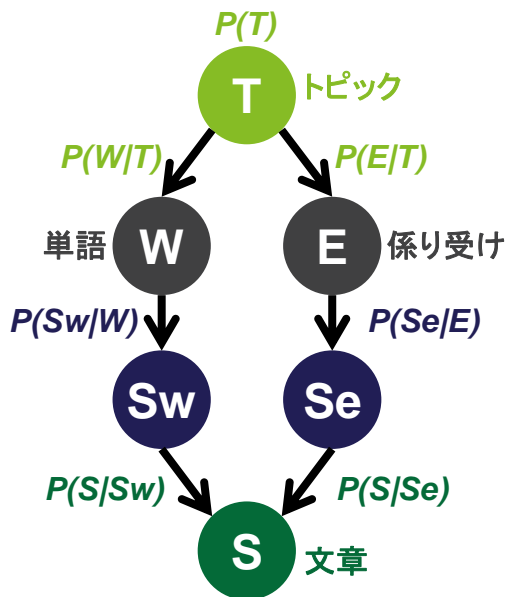 P(T)
T トピック
P(W|T) P(E|T)
単語 W E 係り受け
P(Sw|W) P(Se|E)
Sw Se
P(S|Sw) P(S|Se)
S 文章